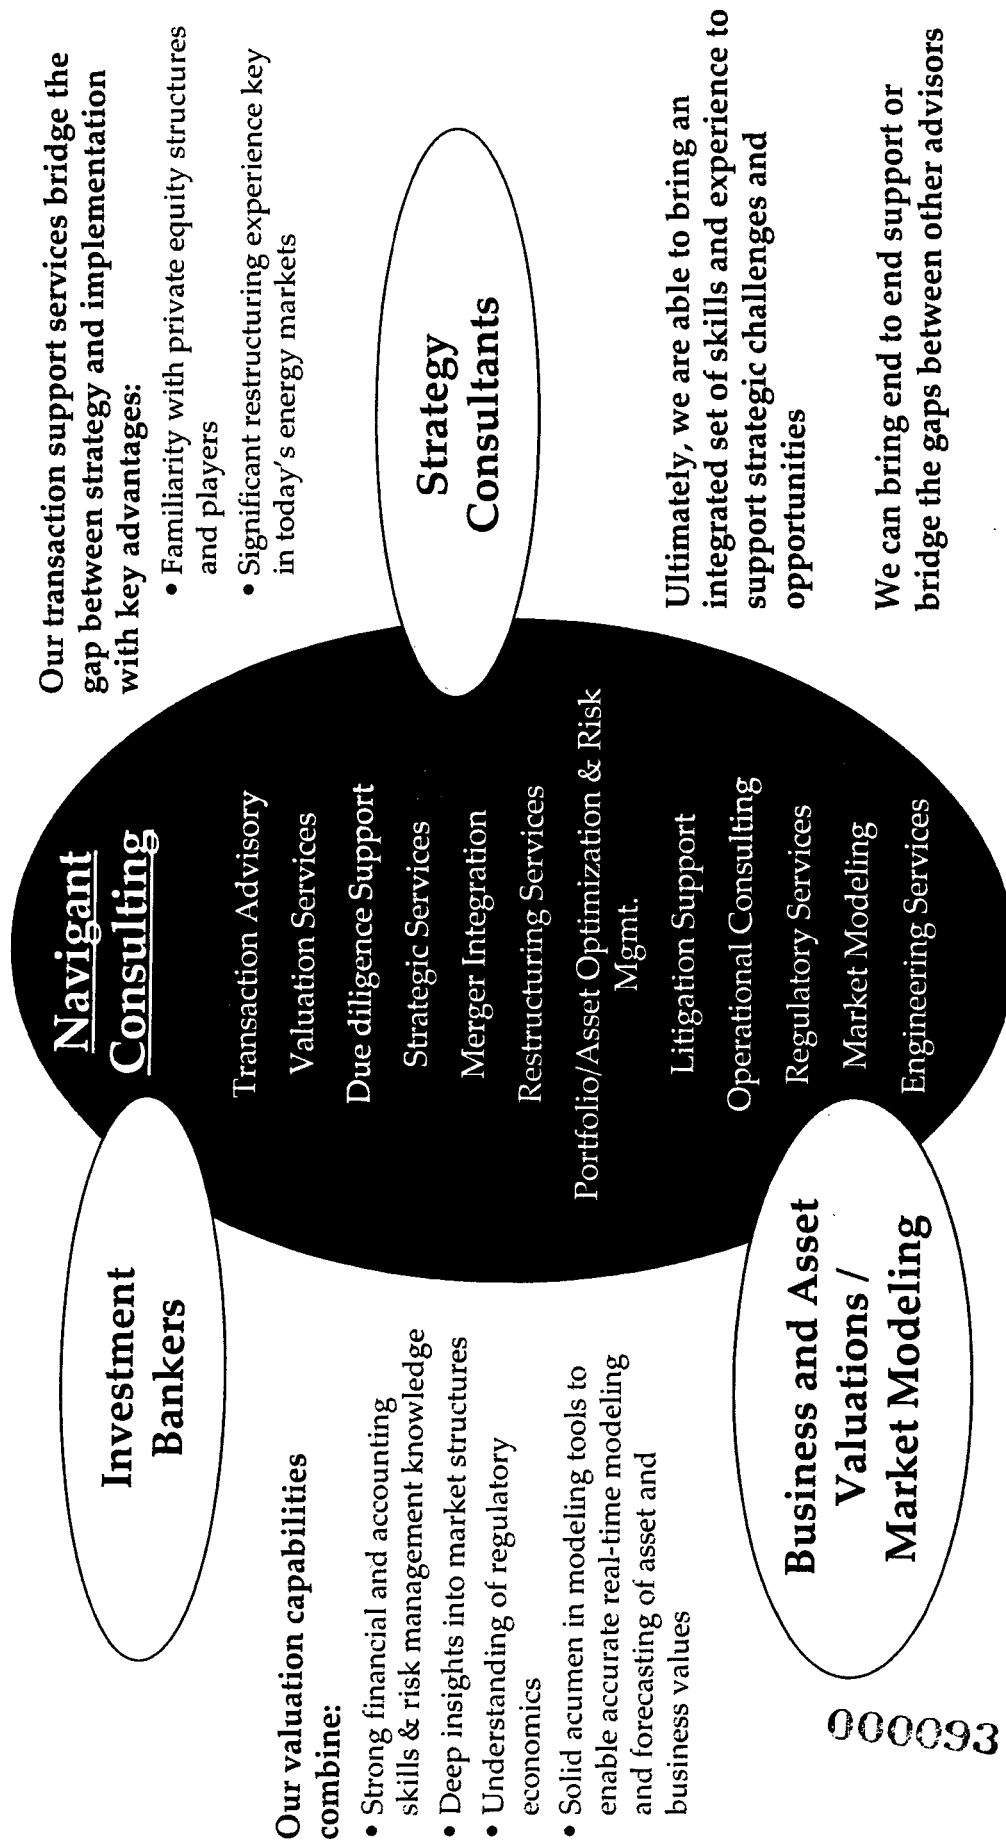 Investment
Bankers
Navigant
Consulting
Transaction Advisory
Valuation Services
Due diligence Support
Strategic Services
Merger Integration
Restructuring Services
Portfolio/Asset Optimization & Risk
Mgmt.
Litigation Support
Operational Consulting
Regulatory Services
Market Modeling
Engineering Services
Our transaction support services bridge the
gap between strategy and implementation
with key advantages:
• Familiarity with private equity structures
and players
• Significant restructuring experience key
in today's energy markets
Strategy
Consultants
Our valuation capabilities
combine:
• Strong financial and accounting
skills & risk management knowledge
• Deep insights into market structures
• Understanding of regulatory
economics
• Solid acumen in modeling tools to
enable accurate real-time modeling
and forecasting of asset and
business values
Business and Asset
Valuations /
Market Modeling
Ultimately, we are able to bring an
integrated set of skills and experience to
support strategic challenges and
opportunities
We can bring end to end support or
bridge the gaps between other advisors
000093